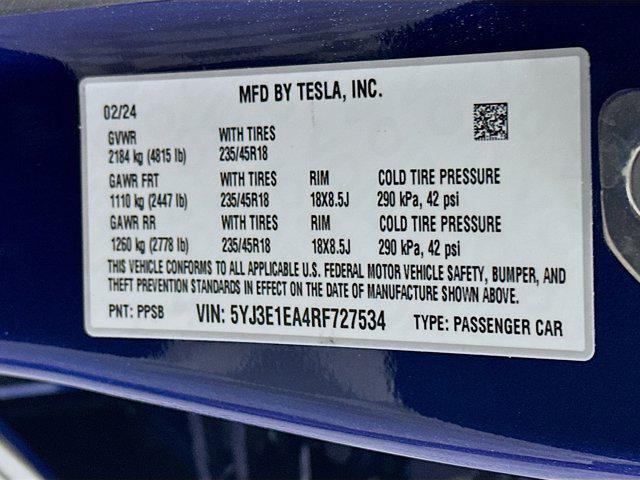 MFD BY TESLA, INC.
02/24
GVWR WITH TIRES
2184 kg (4815 lb) 235/45R18
GAWR FRT WITH TIRES RIM COLD TIRE PRESSURE
1110 kg (2447 lb) 235/45R18 18X8.5J 290 kPa, 42 psi
GAWR RR WITH TIRES RIM COLD TIRE PRESSURE
1260 kg (2778 lb) 235/45R18 18X8.5J 290 kPa, 42 psi
THIS VEHICLE CONFORMS TO ALL APPLICABLE U.S. FEDERAL MOTOR VEHICLE SAFETY, BUMPER, AND
THEFT PREVENTION STANDARDS IN EFFECT ON THE DATE OF MANUFACTURE SHOWN ABOVE.
PNT: PPSB VIN: 5YJ3E1EA4RF727534 TYPE: PASSENGER CAR